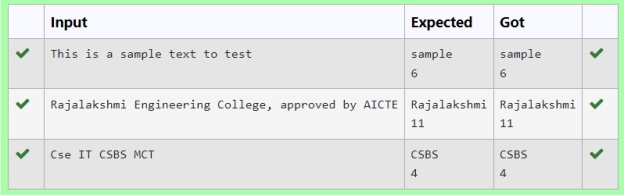 Input Expected Got
This is a sample text to test sample sample
6 6
Rajalakshmi Engineering College, approved by AICTE Rajalakshmi Rajalakshmi
11 11
Cse IT CSBS MCT CSBS CSBS
4 4